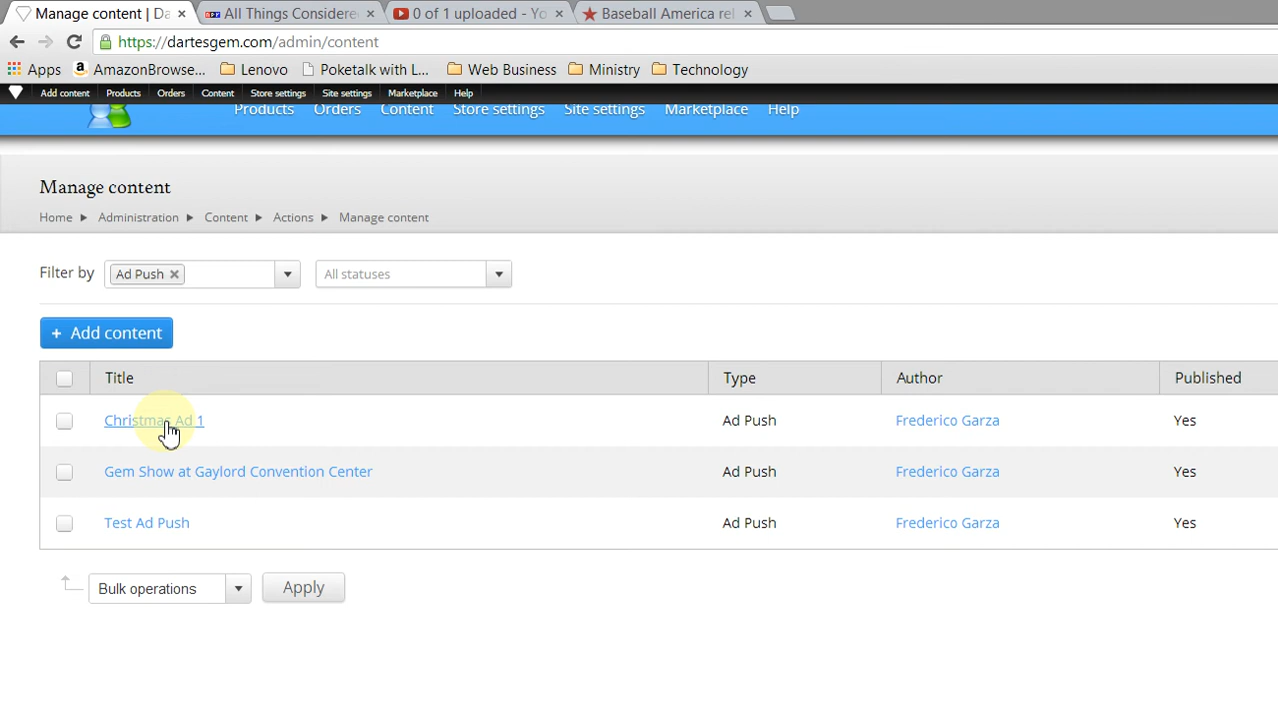 Manage content | Da × All Things Considere × 0 of 1 uploaded - Yo × Baseball America rel ×
https://dartesgem.com/admin/content
Apps AmazonBrowse... Lenovo Poketalk with L... Web Business Ministry Technology
Add content Products Orders Content Store settings Site settings Marketplace Help
Products Orders Content Store settings Site settings Marketplace Help
Manage content
Home Administration Content Actions Manage content
Filter by Ad Push × All statuses
+ Add content
Title Type Author Published
Christmas Ad 1 Ad Push Frederico Garza Yes
Gem Show at Gaylord Convention Center Ad Push Frederico Garza Yes
Test Ad Push Ad Push Frederico Garza Yes
Bulk operations Apply